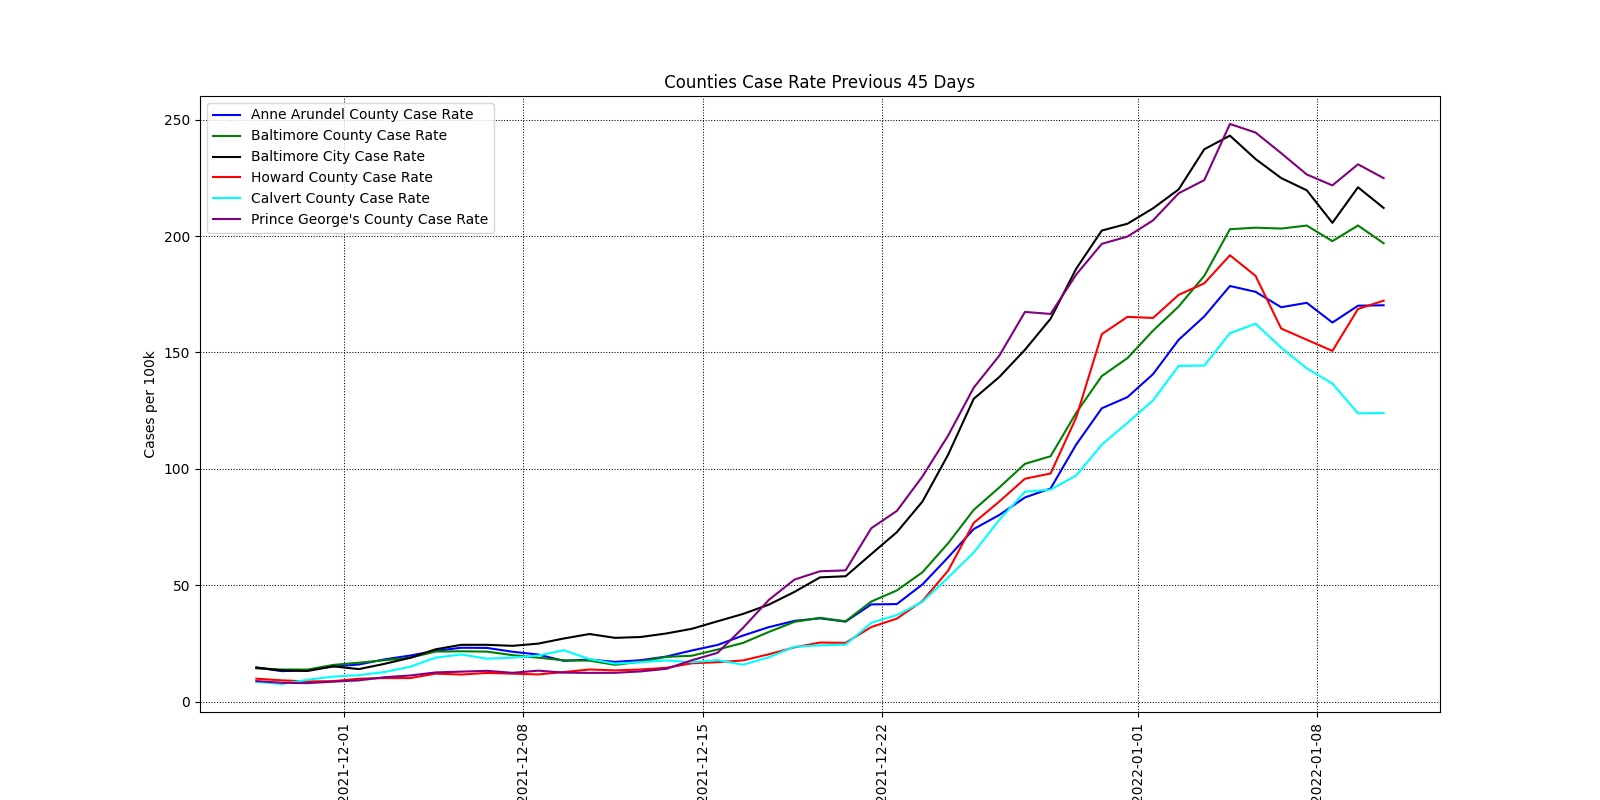 Counties Case Rate Previous 45 Days
Anne Arundel County Case Rate
Baltimore County Case Rate
Baltimore City Case Rate
Howard County Case Rate
Calvert County Case Rate
Prince George's County Case Rate
Cases per 100k
250
200
150
100
50
0
2021-12-01
2021-12-08
2021-12-15
2021-12-22
2022-01-01
2022-01-08